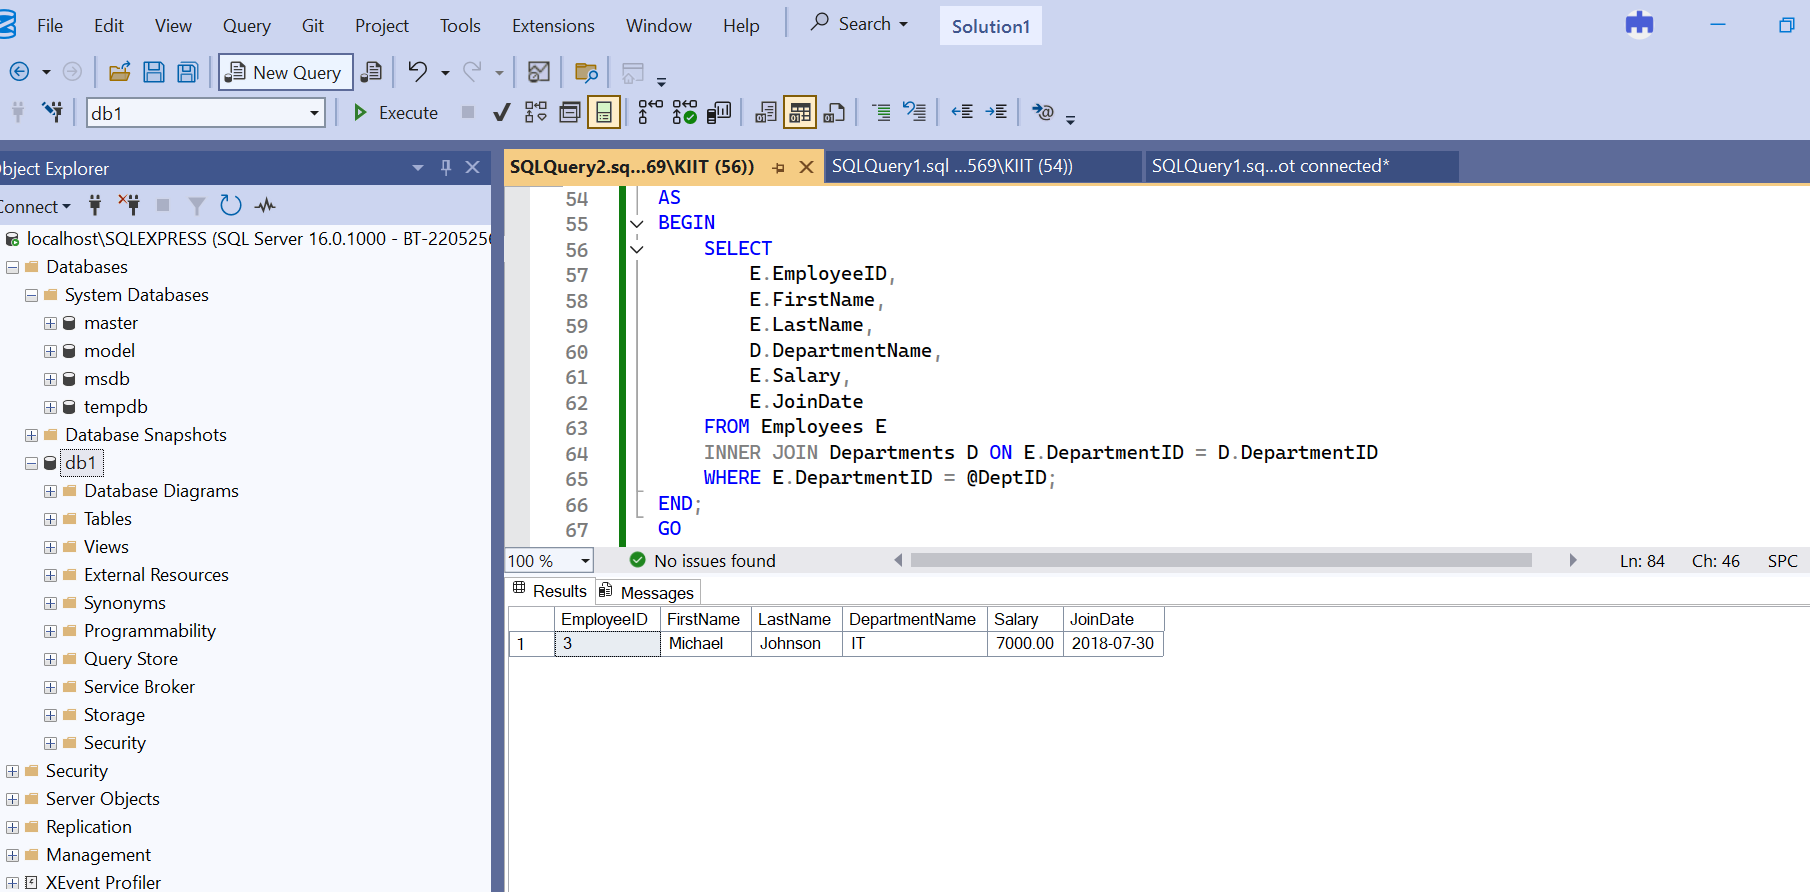 File Edit View Query Git Project Tools Extensions Window Help Search Solution1
New Query
db1 Execute
bject Explorer
onnect
localhost\SQLEXPRESS (SQL Server 16.0.1000 - BT-220525
Databases
System Databases
master
model
msdb
tempdb
Database Snapshots
db1
Database Diagrams
Tables
Views
External Resources
Synonyms
Programmability
Query Store
Service Broker
Storage
Security
Security
Server Objects
Replication
Management
XEvent Profiler
SQLQuery2.sq...69\KIIT (56)) SQLQuery1.sql ...569\KIIT (54)) SQLQuery1.sq...ot connected*
54 AS
55 BEGIN
56 SELECT
57 E.EmployeeID,
58 E.FirstName,
59 E.LastName,
60 D.DepartmentName,
61 E.Salary,
62 E.JoinDate
63 FROM Employees E
64 INNER JOIN Departments D ON E.DepartmentID = D.DepartmentID
65 WHERE E.DepartmentID = @DeptID;
66 END;
67 GO
100 % No issues found Ln: 84 Ch: 46 SPC
Results Messages
EmployeeID FirstName LastName DepartmentName Salary JoinDate
1 3 Michael Johnson IT 7000.00 2018-07-30